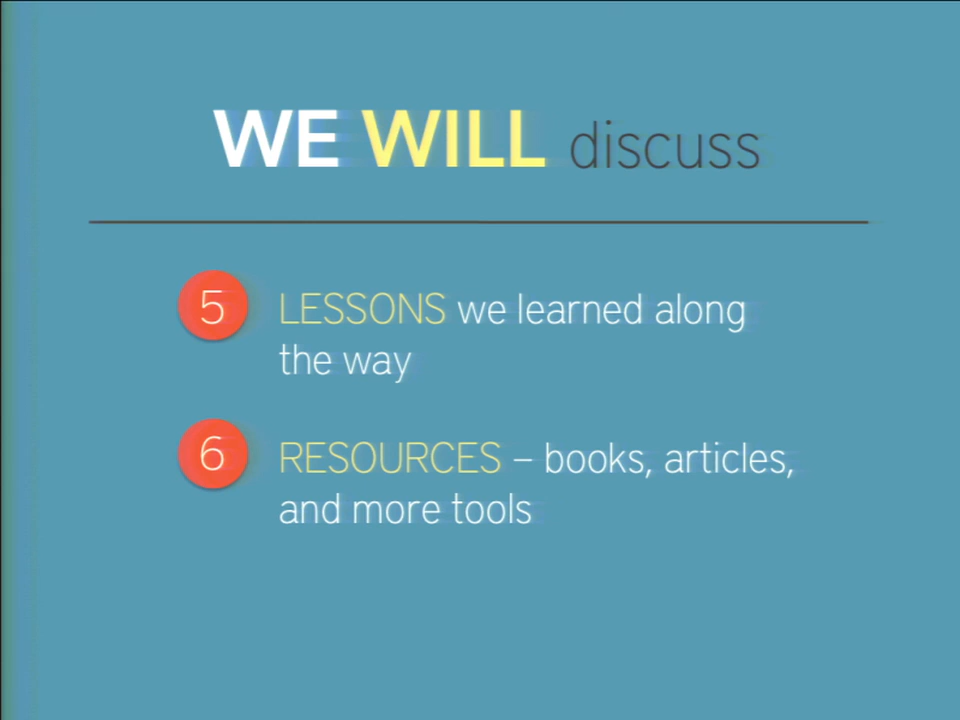 WE WILL discuss
5 LESSONS we learned along
the way
6 RESOURCES – books, articles,
and more tools